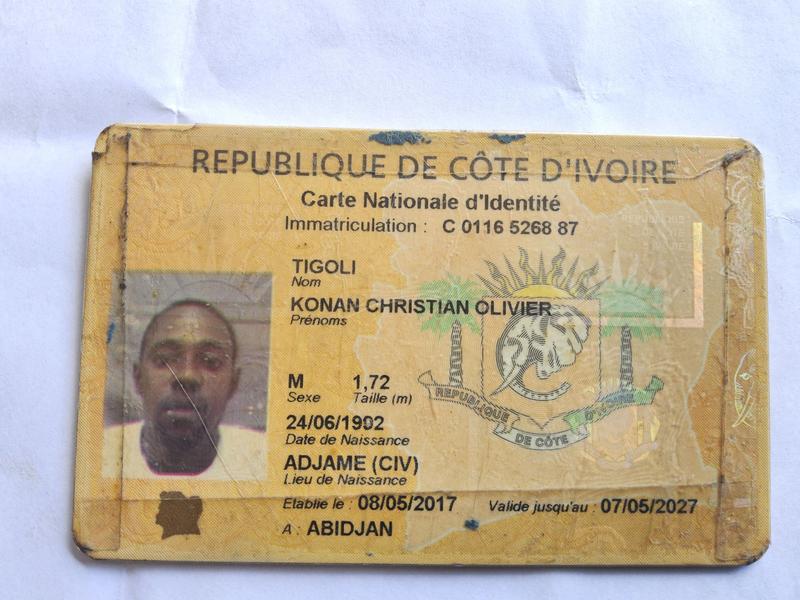 REPUBLIQUE DE CÔTE D'IVOIRE
Carte Nationale d'Identité
Immatriculation : C 0116 5268 87
TIGOLI
Nom
KONAN CHRISTIAN OLIVIER
Prénoms
M 1,72
Sexe Taille (m)
24/06/1992
Date de Naissance
ADJAME (CIV)
Lieu de Naissance
Etablie le : 08/05/2017 Valide jusqu'au : 07/05/2027
A : ABIDJAN
REPUBLIQUE DE CÔTE D'IVOIRE
REPUBLIQUE